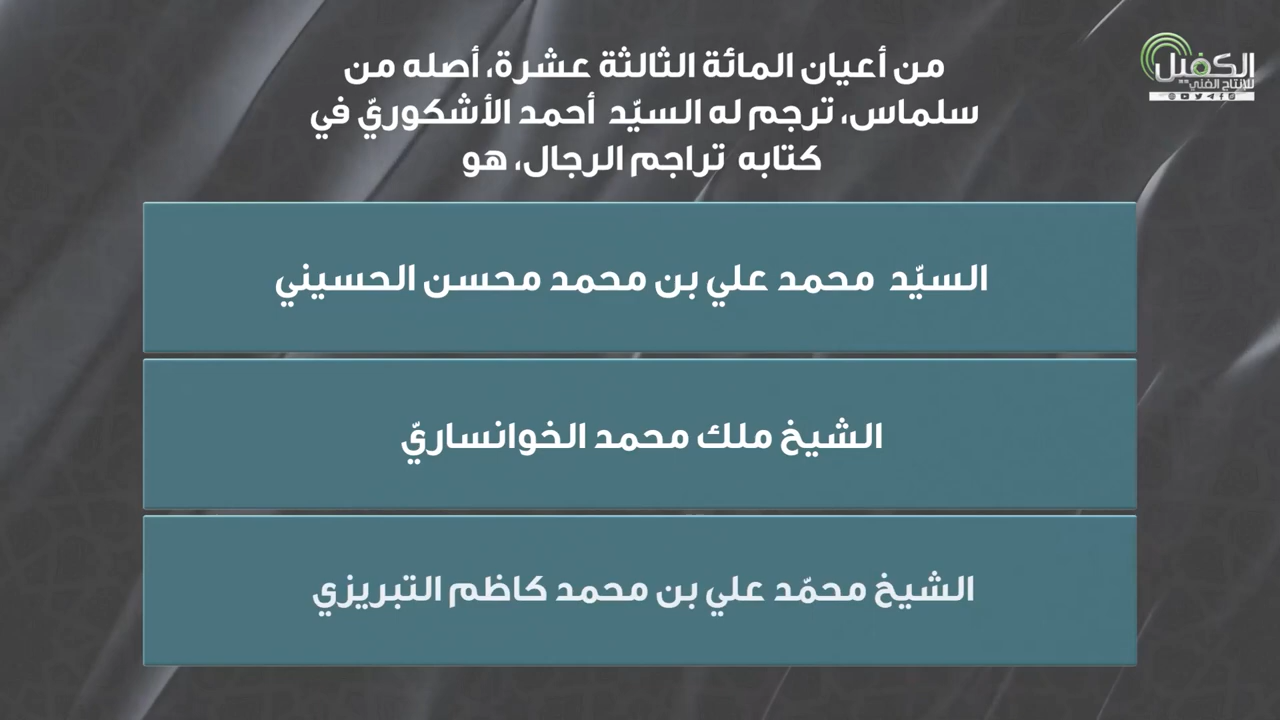 الكفيل
للإنتاج الفني
من أعيان المائة الثالثة عشرة، أصله من
سلماس، ترجم له السيّد أحمد الأشكوريّ في
كتابه تراجم الرجال، هو
السيّد محمد علي بن محمد محسن الحسيني
الشيخ ملك محمد الخوانساريّ
الشيخ محمّد علي بن محمد كاظم التبريزي